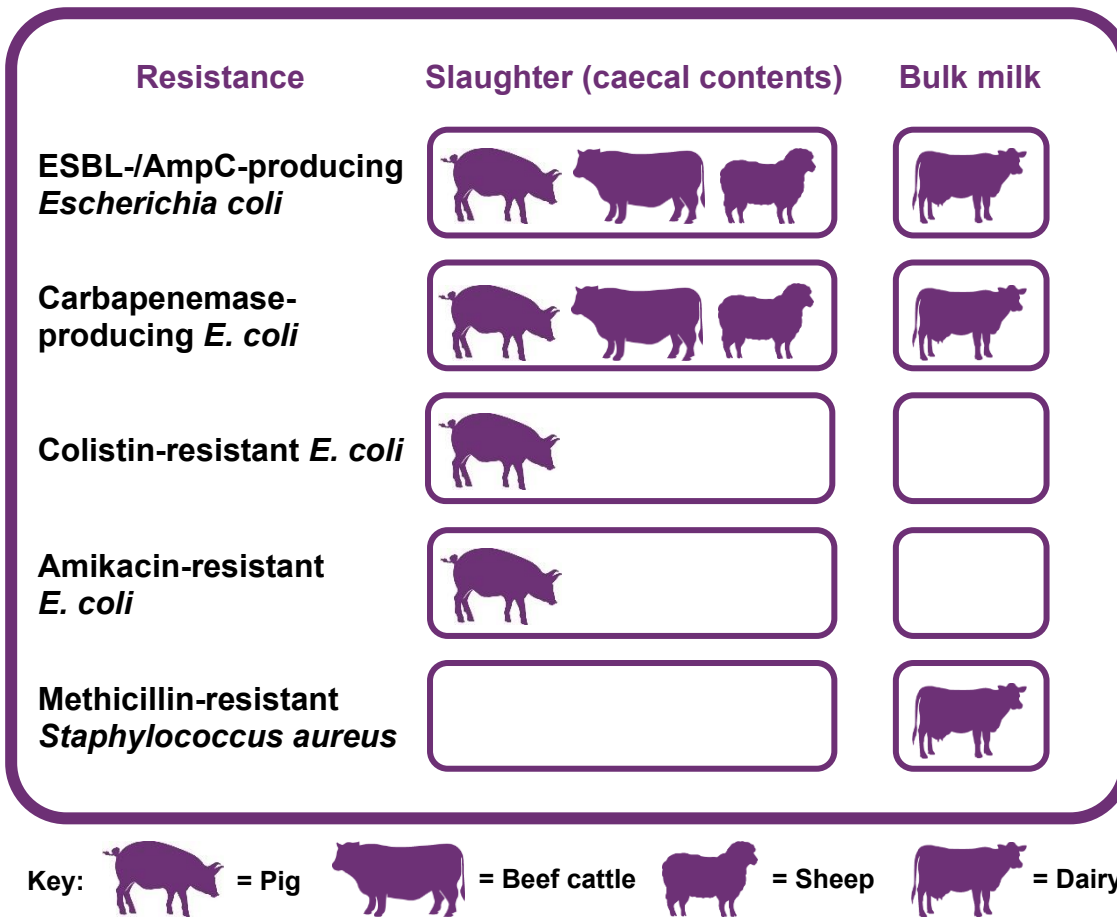 Resistance Slaughter (caecal contents) Bulk milk
ESBL-/AmpC-producing
Escherichia coli
Carbapenemase-
producing E. coli
Colistin-resistant E. coli
Amikacin-resistant
E. coli
Methicillin-resistant
Staphylococcus aureus
Key: = Pig = Beef cattle = Sheep = Dairy